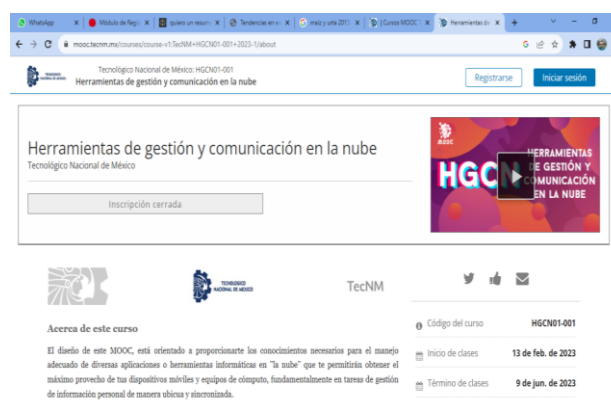 WhatsApp
Módulo de Regis
quiero un resum
Tendencias en el
maíz y urea 2013
| Cursos MOOC T
Herramientas de
mooc.tecnm.mx/courses/course-v1:TecNM+HGCN01-001+2023-1/about
Tecnológico Nacional de México: HGCN01-001
Herramientas de gestión y comunicación en la nube
Registrarse
Iniciar sesión
Herramientas de gestión y comunicación en la nube
Tecnológico Nacional de México
Inscripción cerrada
MOOC
HGCN
HERRAMIENTAS
DE GESTIÓN Y
COMUNICACIÓN
EN LA NUBE
TECNOLÓGICO
NACIONAL DE MÉXICO
TecNM
Acerca de este curso
El diseño de este MOOC, está orientado a proporcionarte los conocimientos necesarios para el manejo
adecuado de diversas aplicaciones o herramientas informáticas en "la nube" que te permitirán obtener el
máximo provecho de tus dispositivos móviles y equipos de cómputo, fundamentalmente en tareas de gestión
de información personal de manera ubicua y sincronizada.
Código del curso HGCN01-001
Inicio de clases 13 de feb. de 2023
Término de clases 9 de jun. de 2023